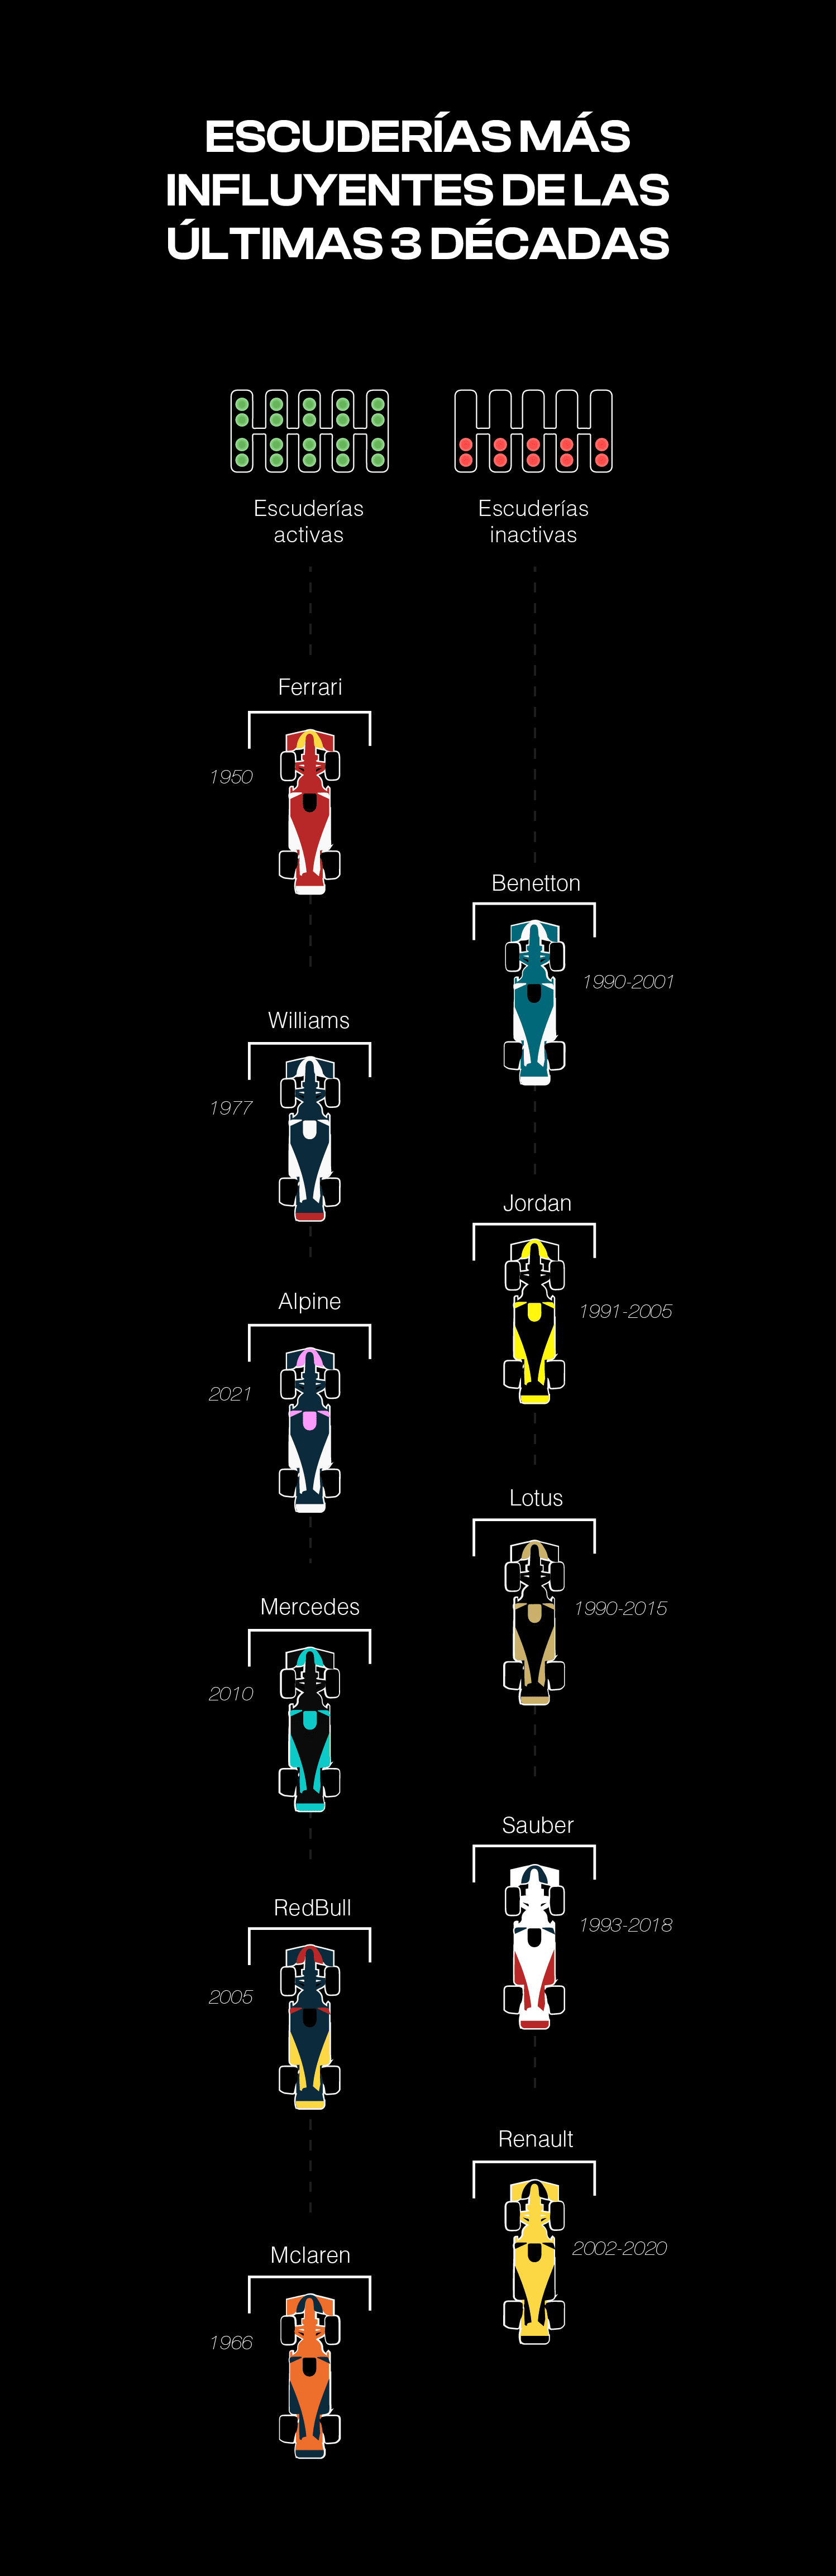 ESCUDERÍAS MÁS
INFLUYENTES DE LAS
ÚLTIMAS 3 DÉCADAS
Escuderías
activas
Escuderías
inactivas
Ferrari
1950
Benetton
1990-2001
Williams
1977
Jordan
1991-2005
Alpine
2021
Lotus
1990-2015
Mercedes
2010
Sauber
1993-2018
RedBull
2005
Renault
2002-2020
Mclaren
1966